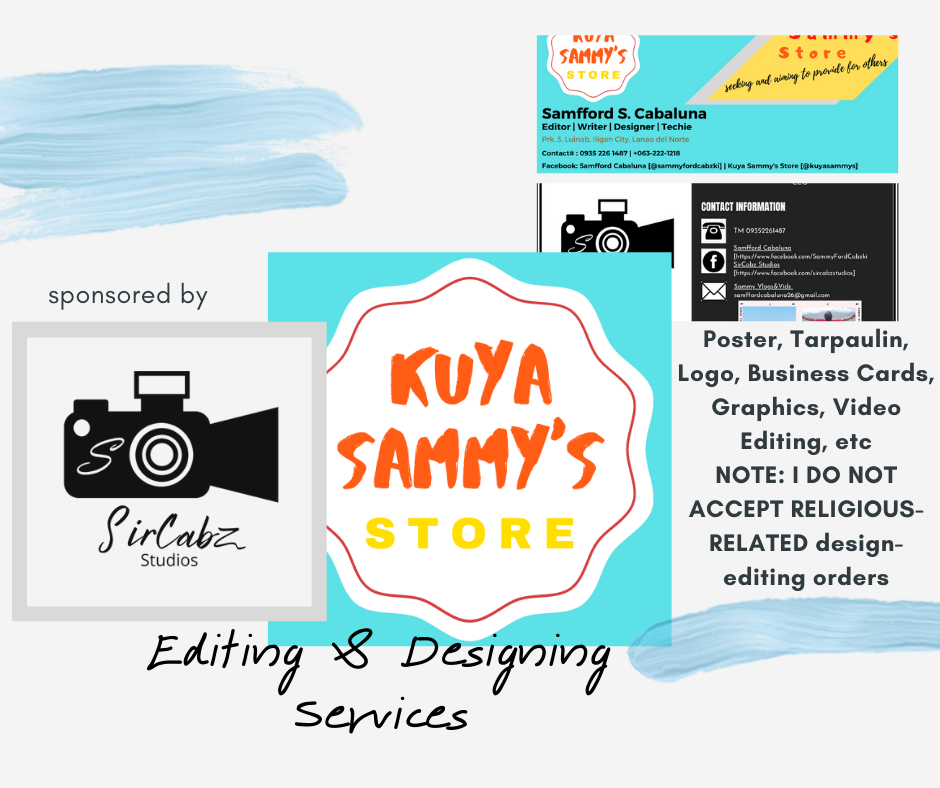 KUYA
SAMMY'S
STORE
Sammy's
Store
seeking and aiming to provide for others
Samfford S. Cabaluna
Editor | Writer | Designer | Techie
Prk. 3, Luinab, Iligan City, Lanao del Norte
Contact# : 0935 226 1487 | +063-222-1218
Facebook: Samfford Cabaluna [@sammyfordcabzki] | Kuya Sammy's Store [@kuyasammys]
CEO
CONTACT INFORMATION
TM 09352261487
Samfford Cabaluna
[https://www.facebook.com/SammyFordCabzki
SirCabz Studios
[https://www.facebook.com/sircabzstudios]
Sammy Vlogs&Vids
samffordcabaluna26@gmail.com
S
sponsored by
S
SirCabz
Studios
KUYA
SAMMY'S
STORE
Poster, Tarpaulin,
Logo, Business Cards,
Graphics, Video
Editing, etc
NOTE: I DO NOT
ACCEPT RELIGIOUS-
RELATED design-
editing orders
Editing & Designing
Services